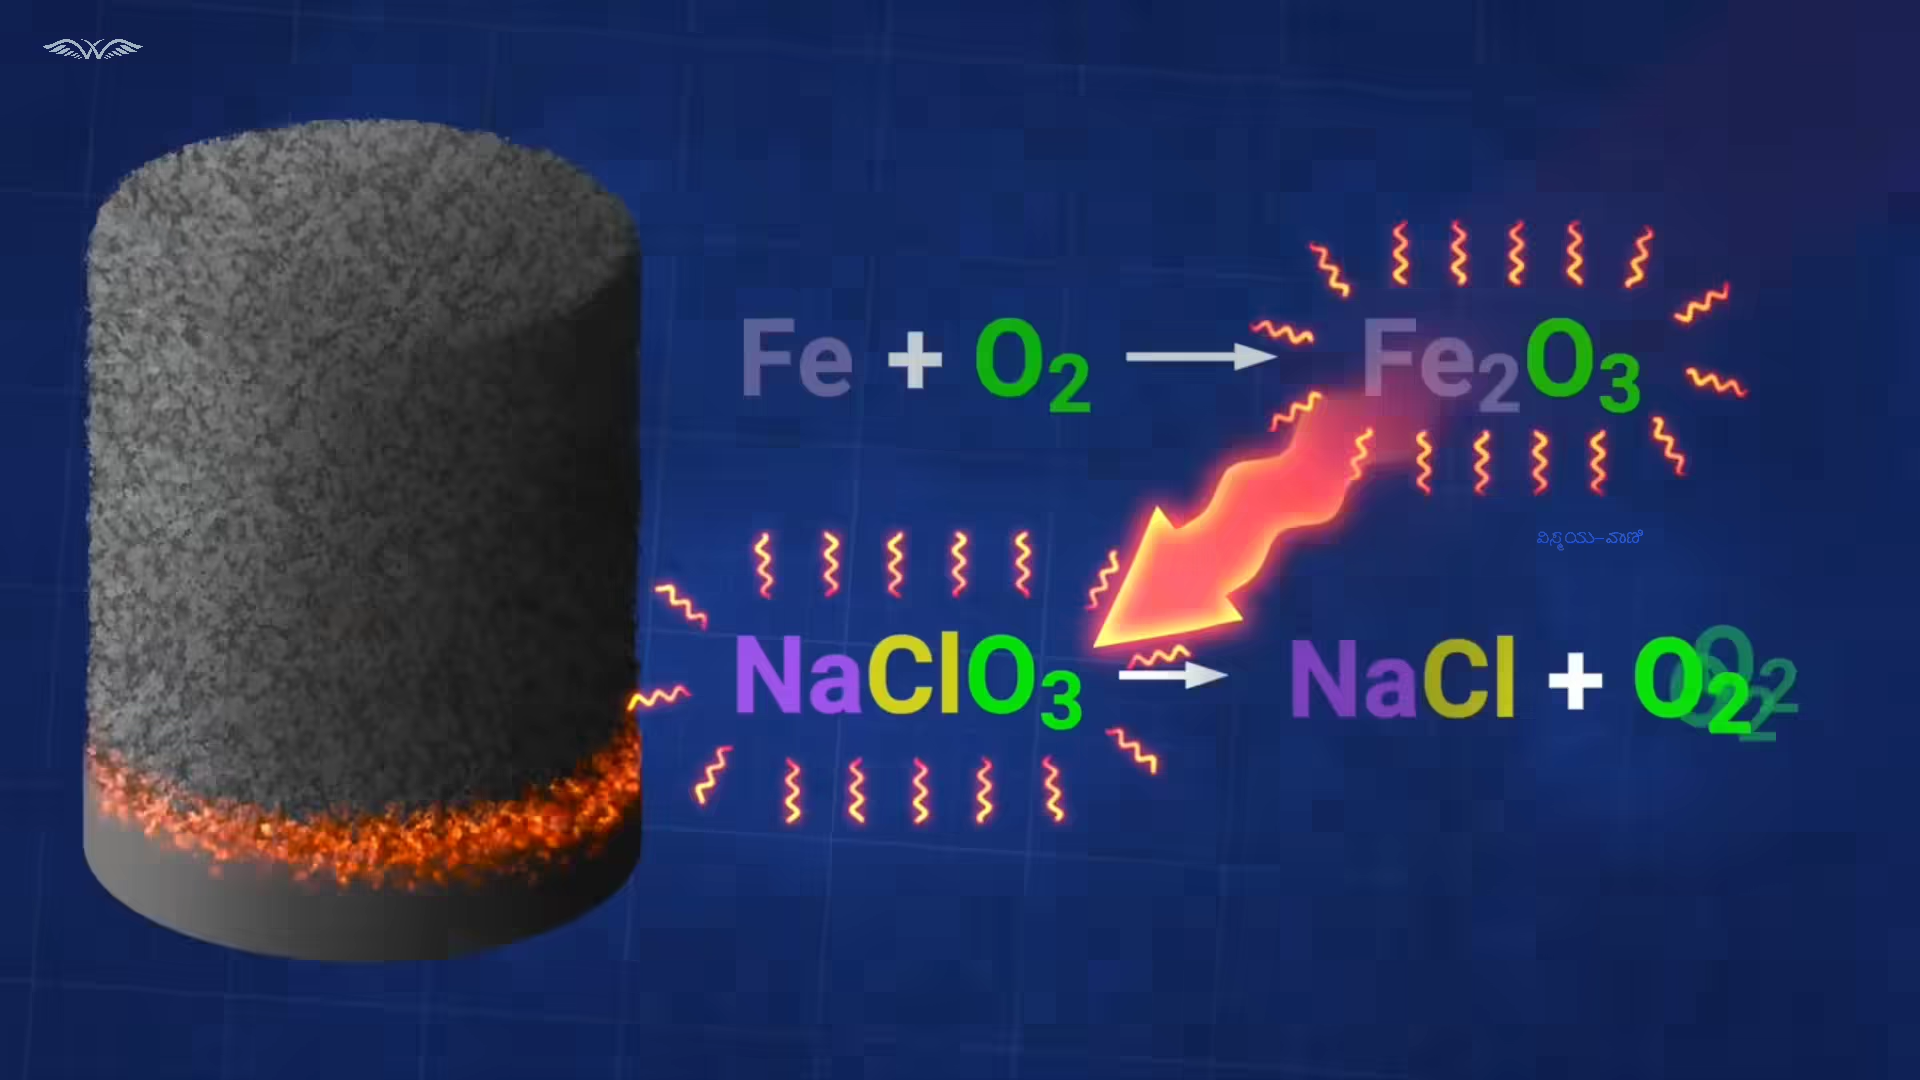 Fe + O₂ → Fe₂O₃
ವಿಸ್ಮಯ-ವಾಣಿ
NaClO₃ → NaCl + O₂